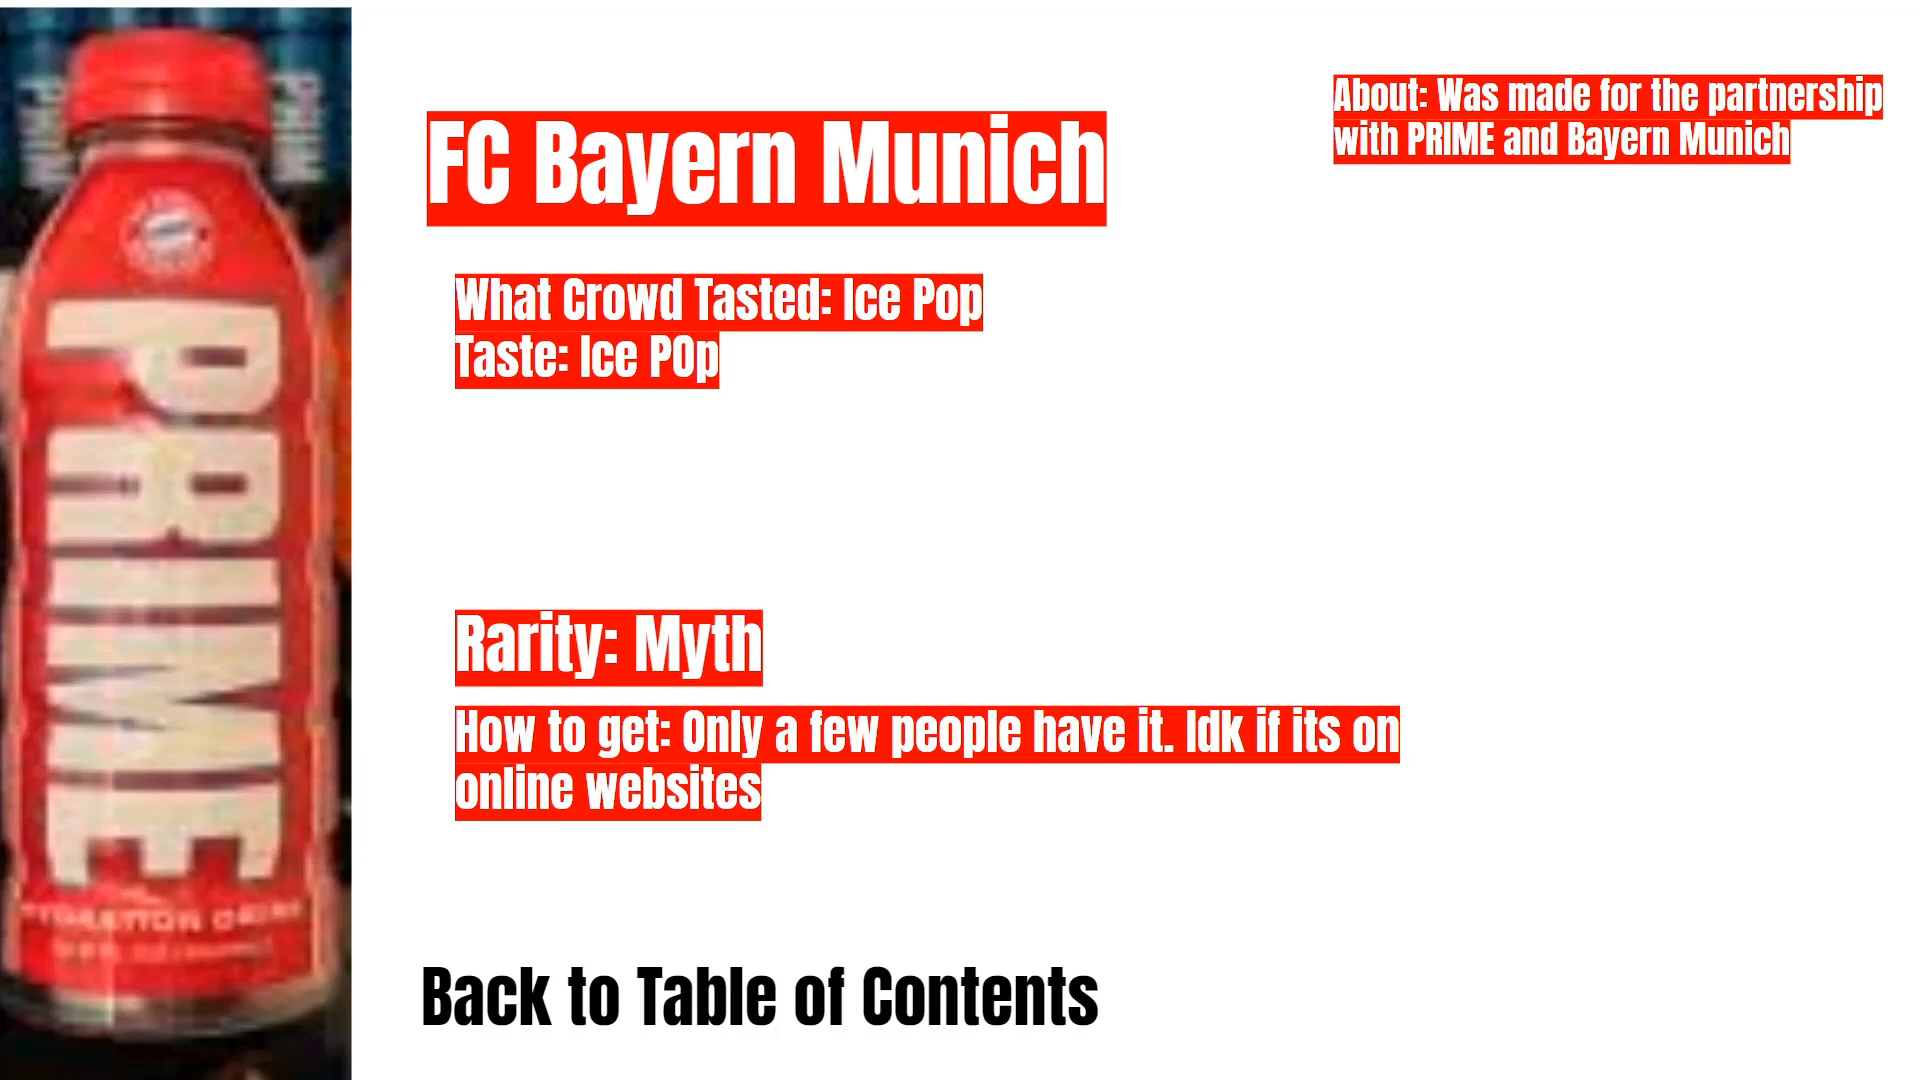 FC Bayern Munich
About: Was made for the partnership
with PRIME and Bayern Munich
What Crowd Tasted: Ice Pop
Taste: Ice POp
Rarity: Myth
How to get: Only a few people have it. Idk if its on
online websites
Back to Table of Contents
PRIME
HYDRATION DRINK